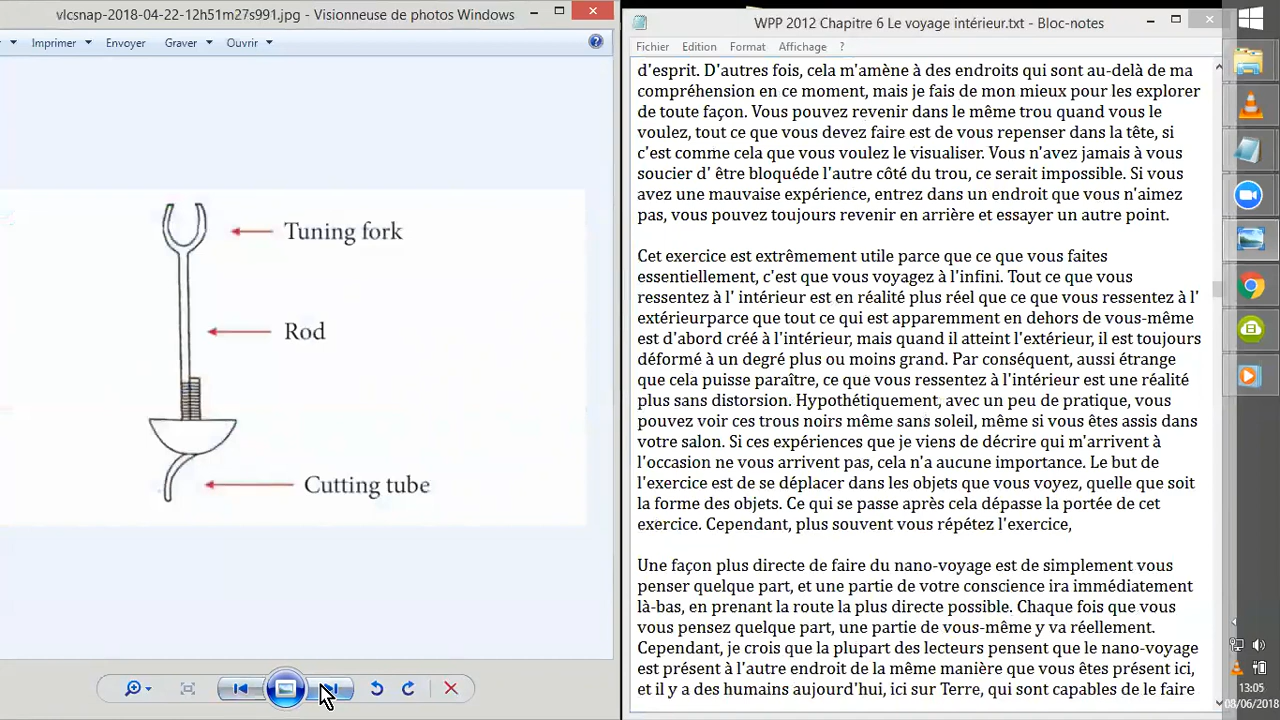 vlcsnap-2018-04-22-12h51m27s991.jpg - Visionneuse de photos Windows
Imprimer
Envoyer
Graver
Ouvrir
Tuning fork
Rod
Cutting tube
WPP 2012 Chapitre 6 Le voyage intérieur.txt - Bloc-notes
Fichier Edition Format Affichage ?
d'esprit. D'autres fois, cela m'amène à des endroits qui sont au-delà de ma
compréhension en ce moment, mais je fais de mon mieux pour les explorer
de toute façon. Vous pouvez revenir dans le même trou quand vous le
voulez, tout ce que vous devez faire est de vous repenser dans la tête, si
c'est comme cela que vous voulez le visualiser. Vous n'avez jamais à vous
soucier d' être bloquéde l'autre côté du trou, ce serait impossible. Si vous
avez une mauvaise expérience, entrez dans un endroit que vous n'aimez
pas, vous pouvez toujours revenir en arrière et essayer un autre point.
Cet exercice est extrêmement utile parce que ce que vous faites
essentiellement, c'est que vous voyagez à l'infini. Tout ce que vous
ressentez à l' intérieur est en réalité plus réel que ce que vous ressentez à l'
extérieurparce que tout ce qui est apparemment en dehors de vous-même
est d'abord créé à l'intérieur, mais quand il atteint l'extérieur, il est toujours
déformé à un degré plus ou moins grand. Par conséquent, aussi étrange
que cela puisse paraître, ce que vous ressentez à l'intérieur est une réalité
plus sans distorsion. Hypothétiquement, avec un peu de pratique, vous
pouvez voir ces trous noirs même sans soleil, même si vous êtes assis dans
votre salon. Si ces expériences que je viens de décrire qui m'arrivent à
l'occasion ne vous arrivent pas, cela n'a aucune importance. Le but de
l'exercice est de se déplacer dans les objets que vous voyez, quelle que soit
la forme des objets. Ce qui se passe après cela dépasse la portée de cet
exercice. Cependant, plus souvent vous répétez l'exercice,
Une façon plus directe de faire du nano-voyage est de simplement vous
penser quelque part, et une partie de votre conscience ira immédiatement
là-bas, en prenant la route la plus directe possible. Chaque fois que vous
vous pensez quelque part, une partie de vous-même y va réellement.
Cependant, je crois que la plupart des lecteurs pensent que le nano-voyage
est présent à l'autre endroit de la même manière que vous êtes présent ici,
et il y a des humains aujourd'hui, ici sur Terre, qui sont capables de le faire
13:05
08/06/2018